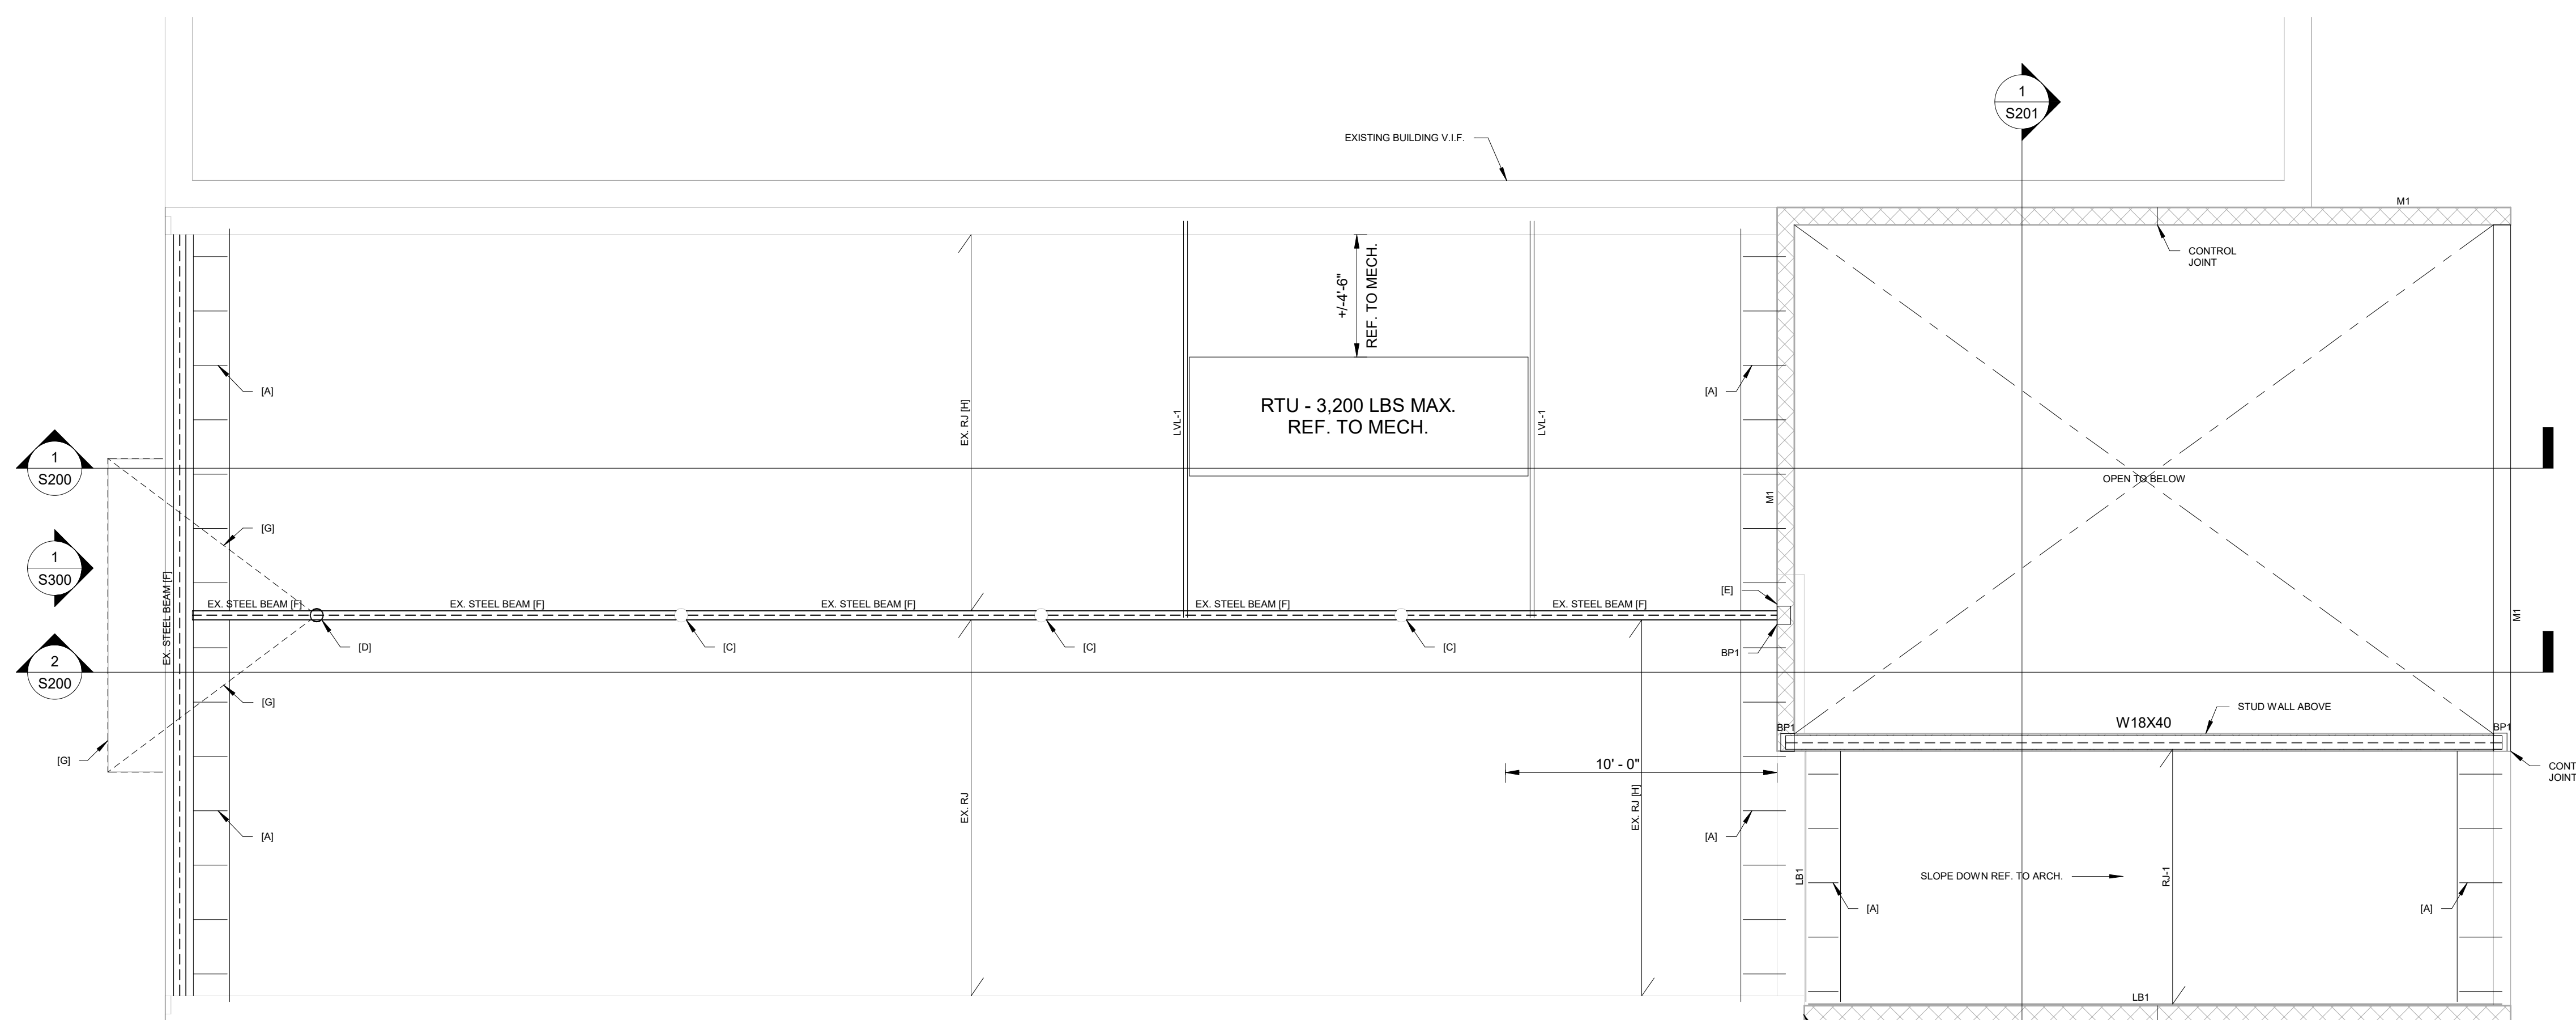 1
S201
EXISTING BUILDING V.I.F.
M1
CONTROL
JOINT
+/-4'-6"
REF. TO MECH.
[A]
[A]
RTU - 3,200 LBS MAX.
REF. TO MECH.
EX. RJ [H]
LVL-1
LVL-1
1
S200
OPEN TO BELOW
M1
[G]
1
S300
EX. STEEL BEAM [F]
EX. STEEL BEAM [F]
EX. STEEL BEAM [F]
EX. STEEL BEAM [F]
EX. STEEL BEAM [F]
EX. STEEL BEAM [F]
[E]
M1
[D]
[C]
[C]
[C]
BP1
2
S200
[G]
STUD WALL ABOVE
W18X40
BP1
BP1
[G]
10' - 0"
CONT
JOINT
EX. RJ
EX. RJ [H]
[A]
[A]
LB1
SLOPE DOWN REF. TO ARCH.
RJ-1
[A]
[A]
LB1